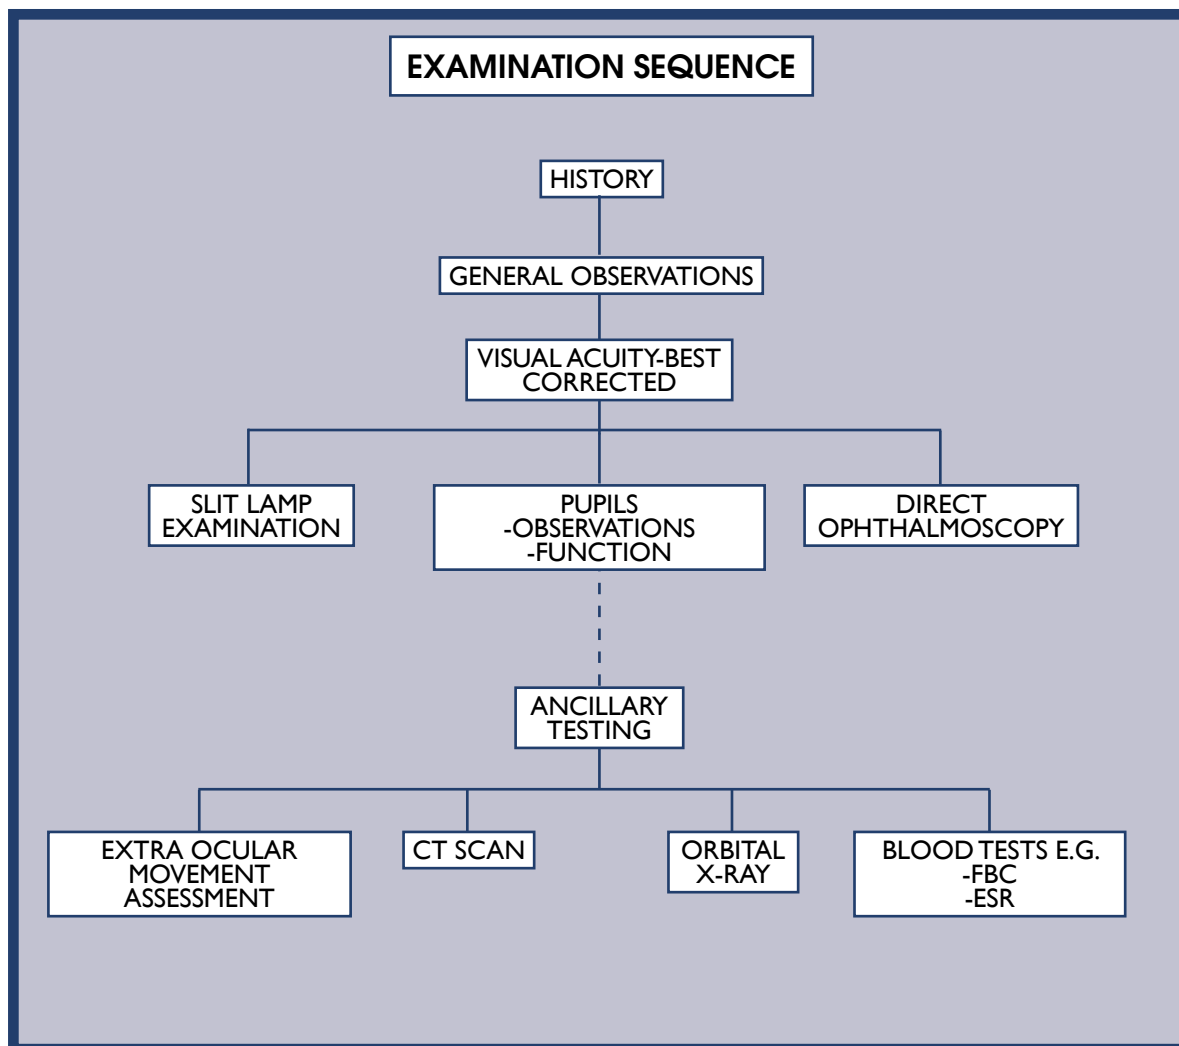 EXAMINATION SEQUENCE
HISTORY
GENERAL OBSERVATIONS
VISUAL ACUITY-BEST
CORRECTED
SLIT LAMP
EXAMINATION
PUPILS
-OBSERVATIONS
-FUNCTION
DIRECT
OPHTHALMOSCOPY
ANCILLARY
TESTING
EXTRA OCULAR
MOVEMENT
ASSESSMENT
CT SCAN
ORBITAL
X-RAY
BLOOD TESTS E.G.
-FBC
-ESR